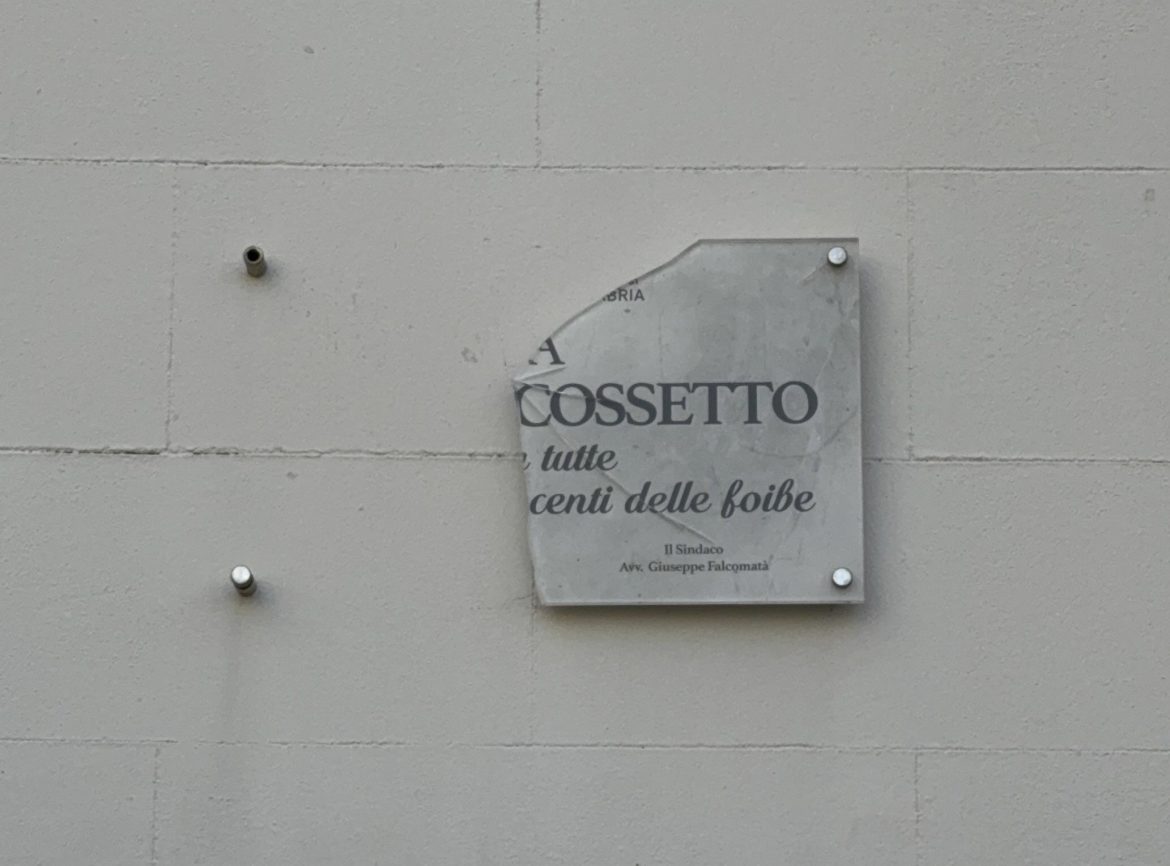 BRIA
A
COSSETTO
tutte
centi delle foibe
Il Sindaco
Avv. Giuseppe Falcomatà